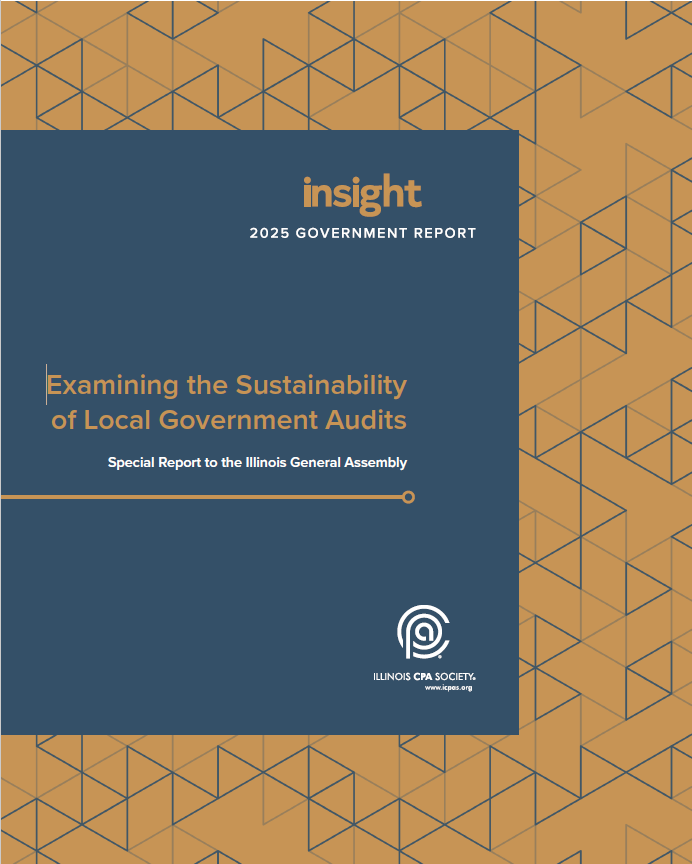 insight
2025 GOVERNMENT REPORT
Examining the Sustainability
of Local Government Audits
Special Report to the Illinois General Assembly
ILLINOIS CPA SOCIETY®
www.icpas.org